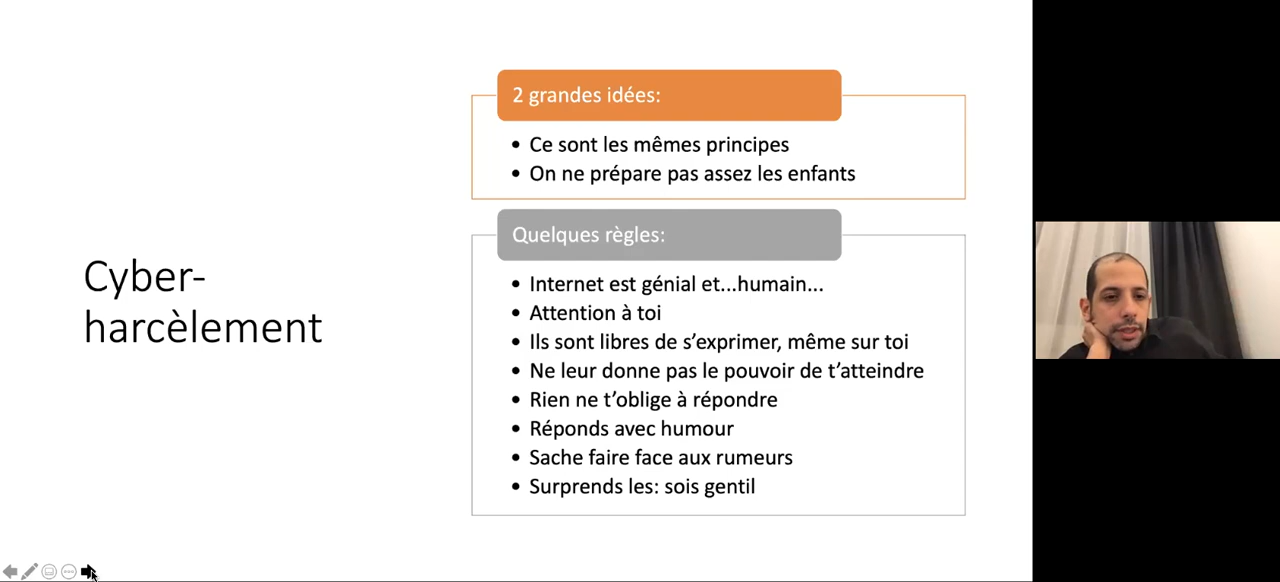 Cyber-
harcèlement
2 grandes idées:
• Ce sont les mêmes principes
• On ne prépare pas assez les enfants
Quelques règles:
• Internet est génial et...humain...
• Attention à toi
• Ils sont libres de s’exprimer, même sur toi
• Ne leur donne pas le pouvoir de t’atteindre
• Rien ne t’oblige à répondre
• Réponds avec humour
• Sache faire face aux rumeurs
• Surprends les: sois gentil